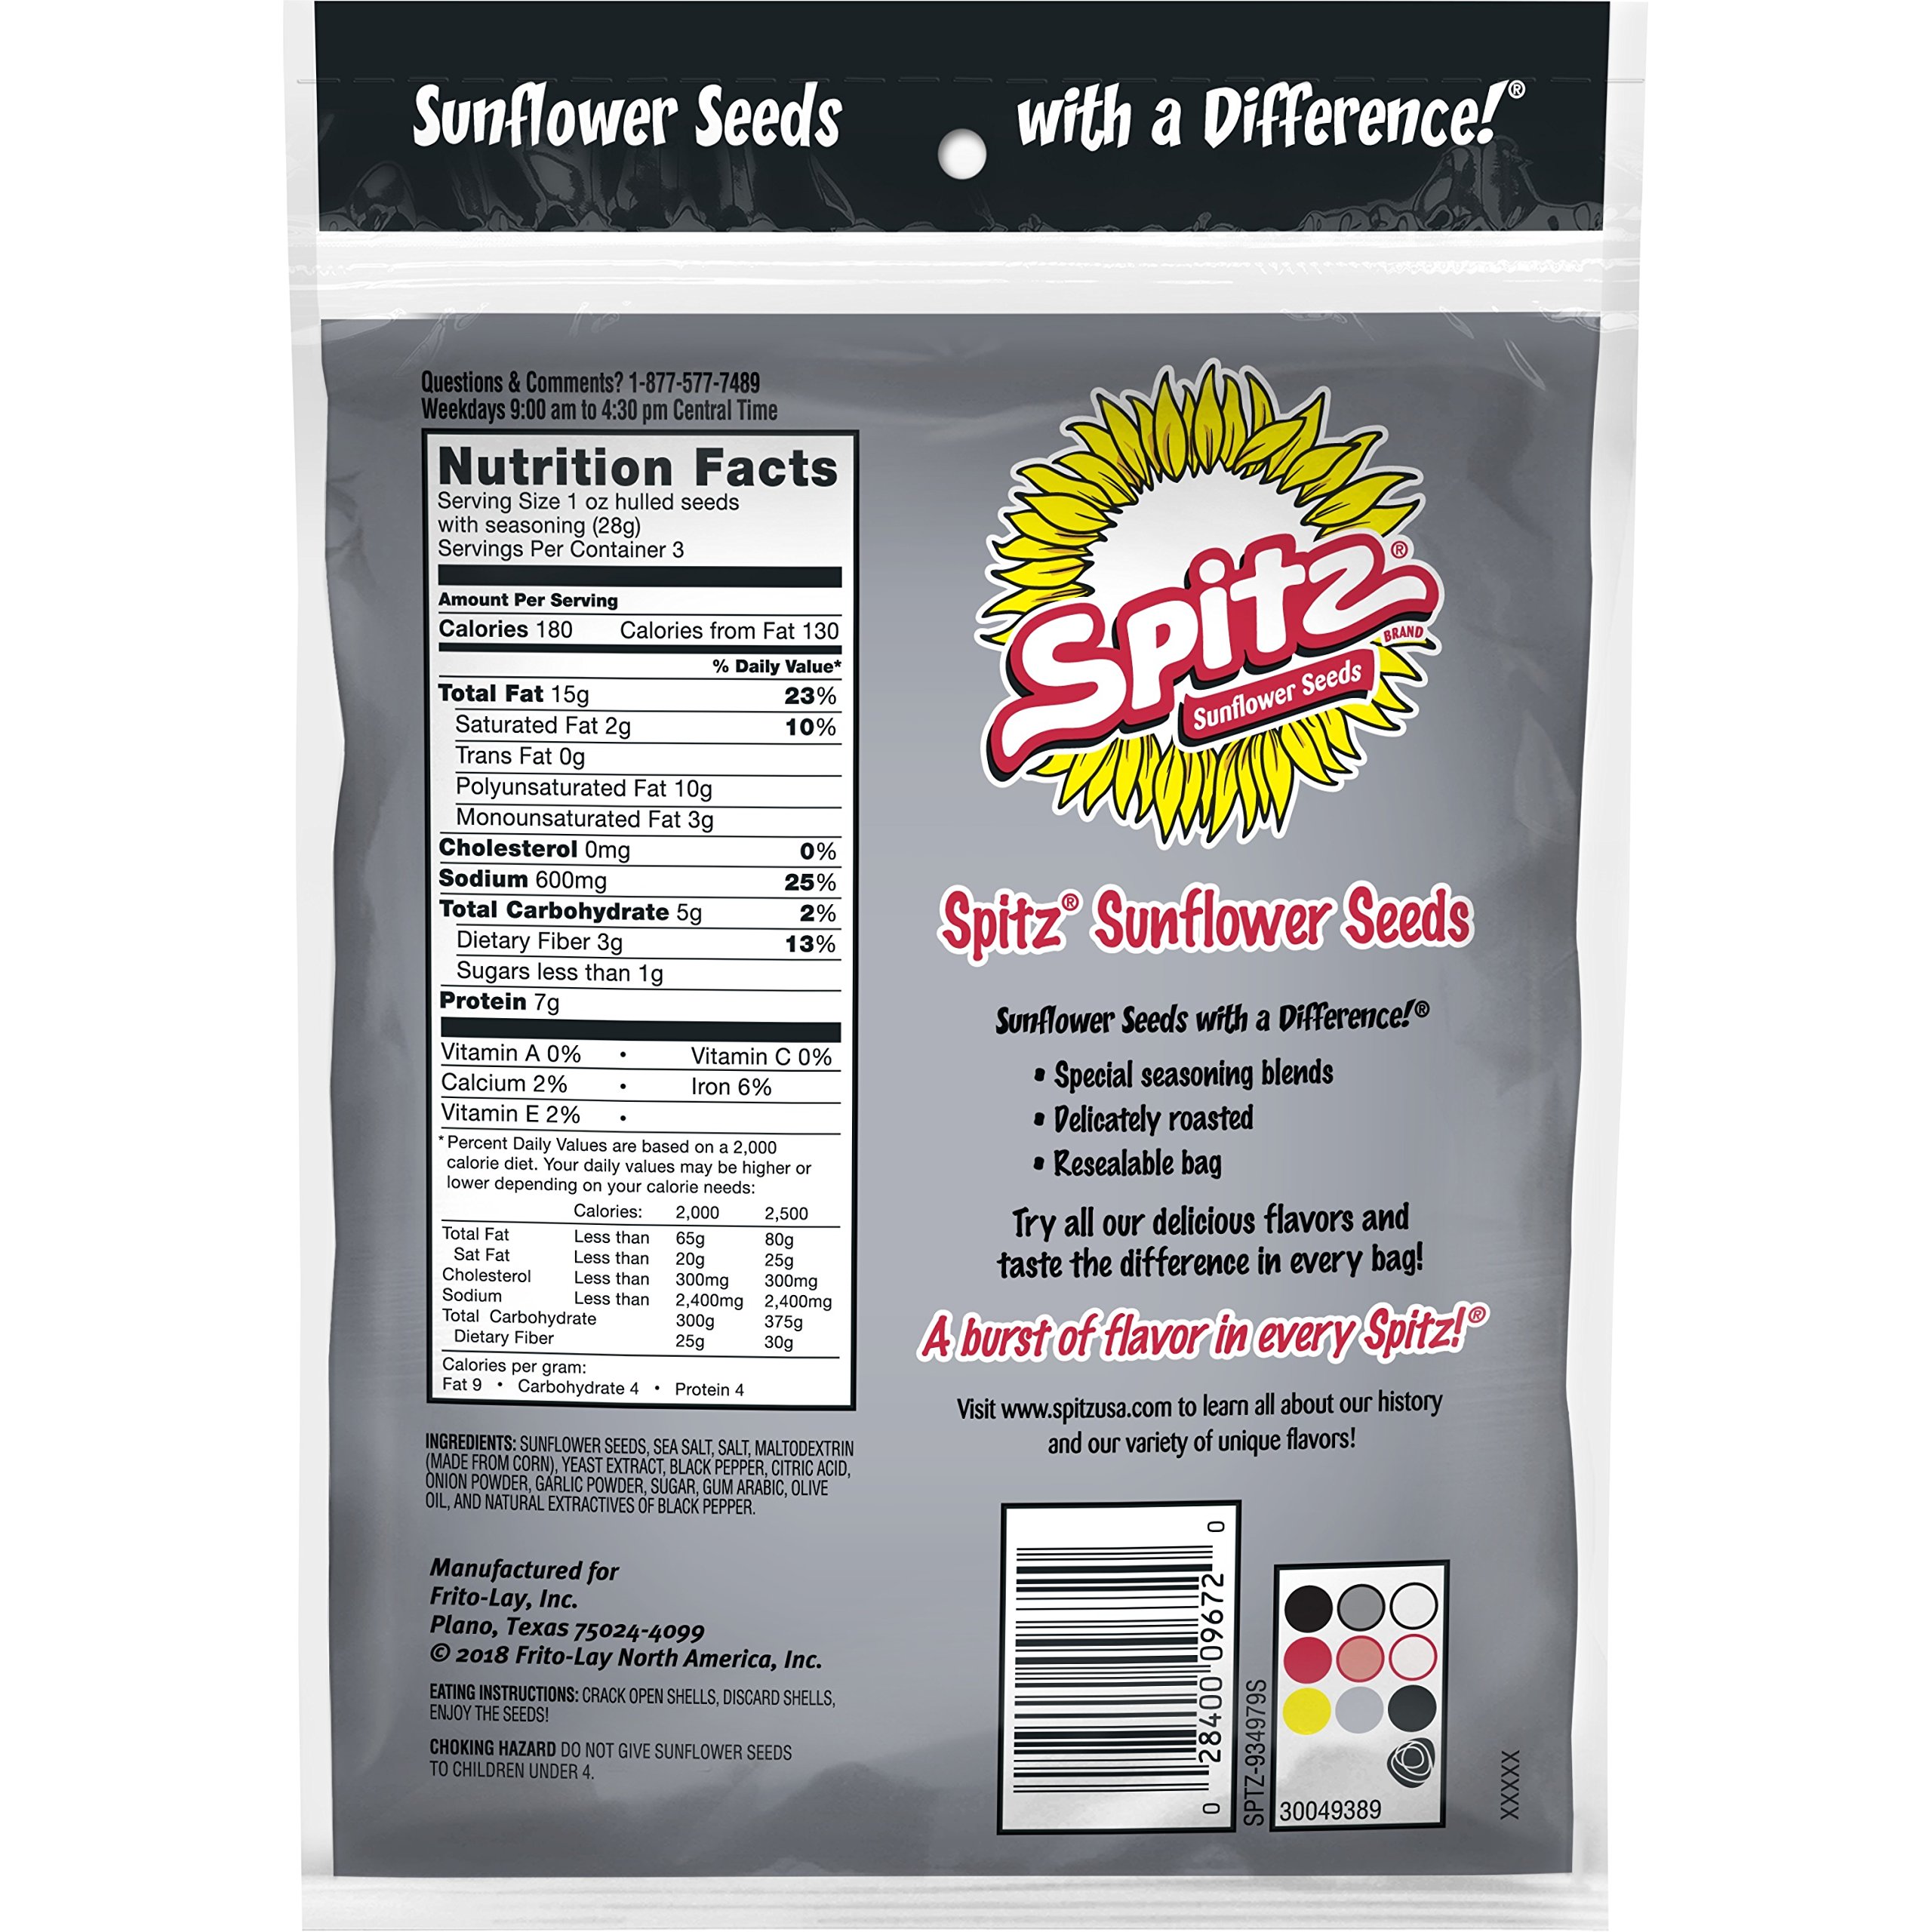 Sunflower Seeds with a Difference!®
Questions & Comments? 1-877-577-7489
Weekdays 9:00 am to 4:30 pm Central Time
Nutrition Facts
Serving Size 1 oz hulled seeds
with seasoning (28g)
Servings Per Container 3
Amount Per Serving
Calories 180 Calories from Fat 130
% Daily Value*
Total Fat 15g 23%
Saturated Fat 2g 10%
Trans Fat 0g
Polyunsaturated Fat 10g
Monounsaturated Fat 3g
Cholesterol 0mg 0%
Sodium 600mg 25%
Total Carbohydrate 5g 2%
Dietary Fiber 3g 13%
Sugars less than 1g
Protein 7g
Vitamin A 0% • Vitamin C 0%
Calcium 2% • Iron 6%
Vitamin E 2% •
* Percent Daily Values are based on a 2,000
calorie diet. Your daily values may be higher or
lower depending on your calorie needs:
Calories: 2,000 2,500
Total Fat Less than 65g 80g
Sat Fat Less than 20g 25g
Cholesterol Less than 300mg 300mg
Sodium Less than 2,400mg 2,400mg
Total Carbohydrate 300g 375g
Dietary Fiber 25g 30g
Calories per gram:
Fat 9 • Carbohydrate 4 • Protein 4
INGREDIENTS: SUNFLOWER SEEDS, SEA SALT, SALT, MALTODEXTRIN
(MADE FROM CORN), YEAST EXTRACT, BLACK PEPPER, CITRIC ACID,
ONION POWDER, GARLIC POWDER, SUGAR, GUM ARABIC, OLIVE
OIL, AND NATURAL EXTRACTIVES OF BLACK PEPPER.
Manufactured for
Frito-Lay, Inc.
Plano, Texas 75024-4099
© 2018 Frito-Lay North America, Inc.
EATING INSTRUCTIONS: CRACK OPEN SHELLS, DISCARD SHELLS,
ENJOY THE SEEDS!
CHOKING HAZARD DO NOT GIVE SUNFLOWER SEEDS
TO CHILDREN UNDER 4.
Spitz®
BRAND
Sunflower Seeds
Spitz® Sunflower Seeds
Sunflower Seeds with a Difference!®
• Special seasoning blends
• Delicately roasted
• Resealable bag
Try all our delicious flavors and
taste the difference in every bag!
A burst of flavor in every Spitz!®
Visit www.spitzusa.com to learn all about our history
and our variety of unique flavors!
0 28400 09672 0
SPTZ-934979S
30049389
XXXXX